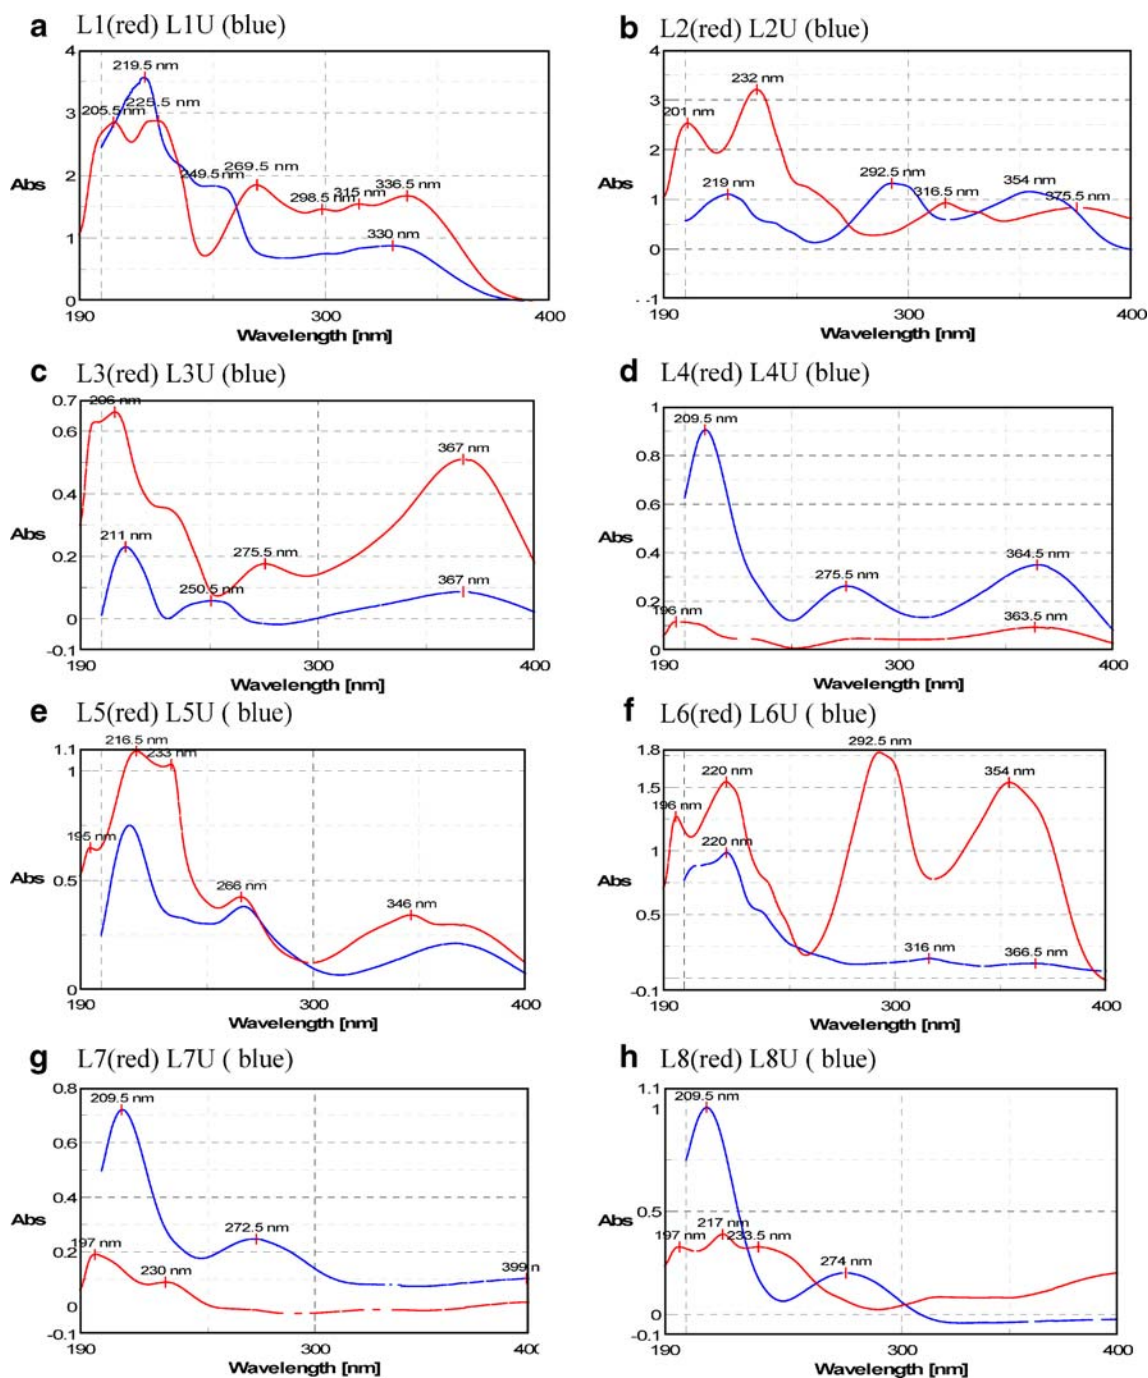 a L1(red) L1U (blue)
4
219.5 nm
225.5 nm
205.5 nm
3
249.5 nm
269.5 nm
336.5 nm
315 nm
298.5 nm
Abs 2
330 nm
1
0
190 300 400
Wavelength [nm]
b L2(red) L2U (blue)
4
232 nm
3
201 nm
Abs 2
292.5 nm
354 nm
219 nm
316.5 nm
375.5 nm
1
0
-1
190 300 400
Wavelength [nm]
c L3(red) L3U (blue)
0.7
206 nm
0.6
367 nm
0.4
Abs
211 nm
275.5 nm
0.2
250.5 nm
367 nm
0
-0.1
190 300 400
Wavelength [nm]
d L4(red) L4U (blue)
1
209.5 nm
0.8
0.6
Abs
0.4
364.5 nm
275.5 nm
0.2
196 nm
363.5 nm
0
190 300 400
Wavelength [nm]
e L5(red) L5U ( blue)
1.1
216.5 nm
233 nm
1
195 nm
Abs
0.5
266 nm
346 nm
0
190 300 400
Wavelength [nm]
f L6(red) L6U ( blue)
1.8
292.5 nm
220 nm
354 nm
1.5
196 nm
220 nm
1
Abs
0.5
316 nm
366.5 nm
0
-0.1
190 300 400
Wavelength [nm]
g L7(red) L7U ( blue)
0.8
209.5 nm
0.6
0.4
Abs
272.5 nm
197 nm
0.2
230 nm
399 n
0
-0.1
190 300 40(
Wavelength [nm]
h L8(red) L8U ( blue)
1.1
209.5 nm
1
Abs
0.5
217 nm
197 nm
233.5 nm
274 nm
0
-0.1
190 300 400
Wavelength [nm]